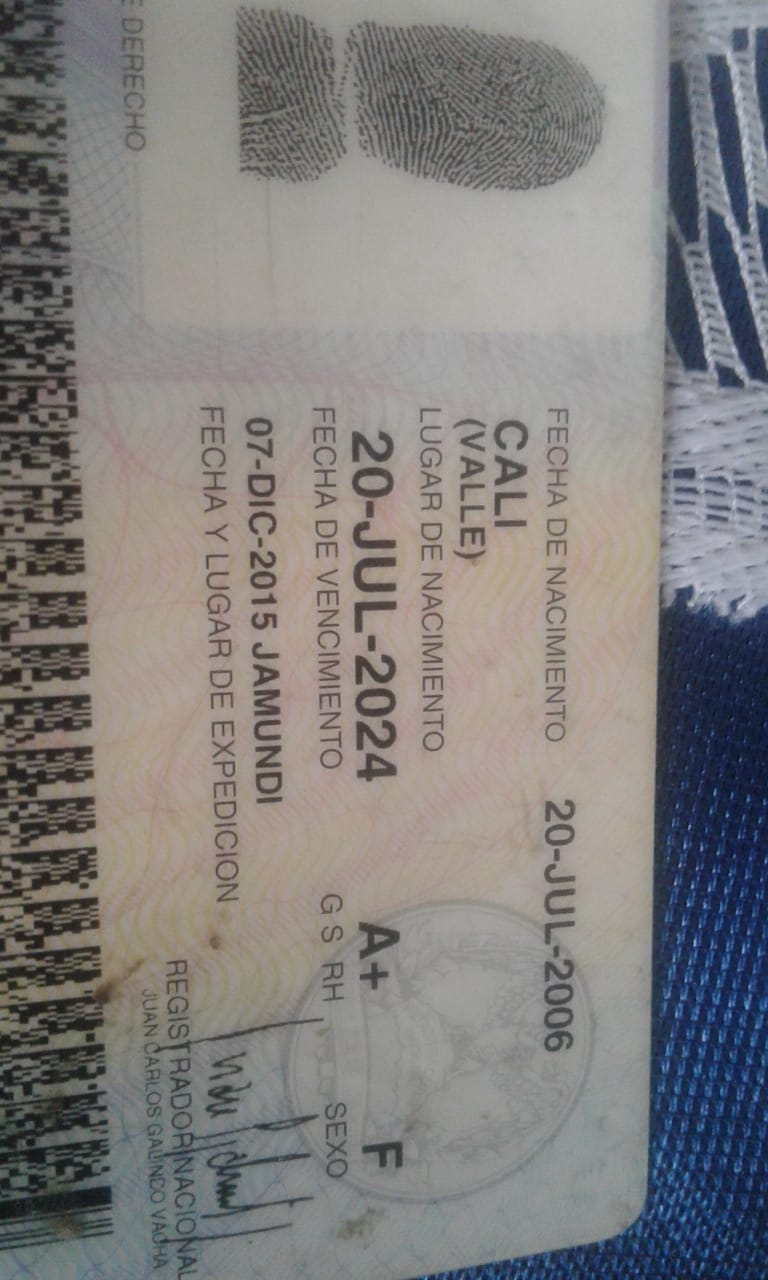 FECHA DE NACIMIENTO 20-JUL-2006
CALI
(VALLE)
LUGAR DE NACIMIENTO
20-JUL-2024 A+ F
FECHA DE VENCIMIENTO G S RH SEXO
07-DIC-2015 JAMUNDI
FECHA Y LUGAR DE EXPEDICION
REGISTRADOR NACIONAL
JUAN CARLOS GALINDO VACHA
DERECHO